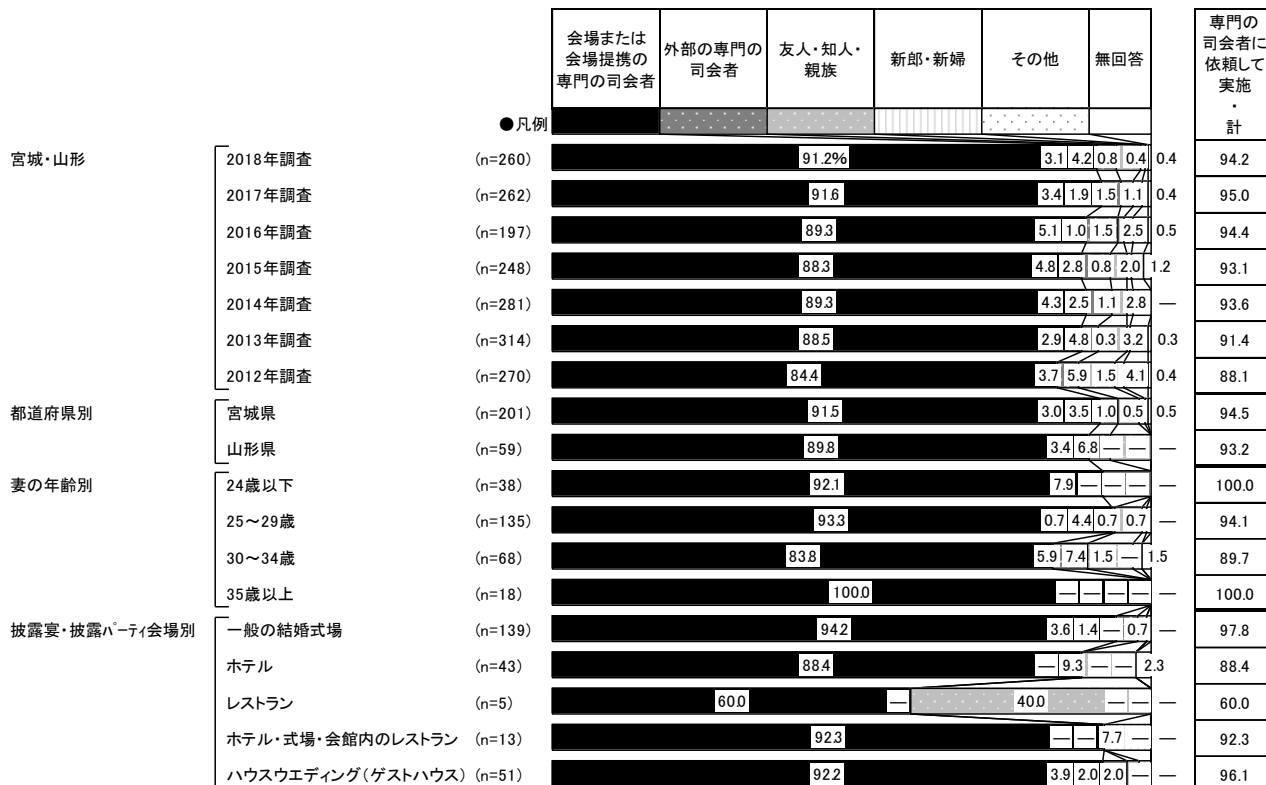 会場または
会場提携の
専門の司会者
外部の専門の
司会者
友人・知人・
親族
新郎・新婦
その他
無回答
専門の
司会者に
依頼して
実施
・
計
●凡例
宮城・山形 2018年調査 (n=260) 91.2% 3.1 4.2 0.8 0.4 0.4 94.2
2017年調査 (n=262) 91.6 3.4 1.9 1.5 1.1 0.4 95.0
2016年調査 (n=197) 89.3 5.1 1.0 1.5 2.5 0.5 94.4
2015年調査 (n=248) 88.3 4.8 2.8 0.8 2.0 1.2 93.1
2014年調査 (n=281) 89.3 4.3 2.5 1.1 2.8 — 93.6
2013年調査 (n=314) 88.5 2.9 4.8 0.3 3.2 0.3 91.4
2012年調査 (n=270) 84.4 3.7 5.9 1.5 4.1 0.4 88.1
都道府県別 宮城県 (n=201) 91.5 3.0 3.5 1.0 0.5 0.5 94.5
山形県 (n=59) 89.8 3.4 6.8 — — — 93.2
妻の年齢別 24歳以下 (n=38) 92.1 7.9 — — — — 100.0
25～29歳 (n=135) 93.3 0.7 4.4 0.7 0.7 — 94.1
30～34歳 (n=68) 83.8 5.9 7.4 1.5 — 1.5 89.7
35歳以上 (n=18) 100.0 — — — — — 100.0
披露宴・披露ﾊﾟｰﾃｨ会場別 一般の結婚式場 (n=139) 94.2 3.6 1.4 — 0.7 — 97.8
ホテル (n=43) 88.4 — 9.3 — — 2.3 88.4
レストラン (n=5) 60.0 — 40.0 — — — 60.0
ホテル・式場・会館内のレストラン (n=13) 92.3 — — 7.7 — — 92.3
ハウスウエディング(ゲストハウス) (n=51) 92.2 3.9 2.0 2.0 — — 96.1